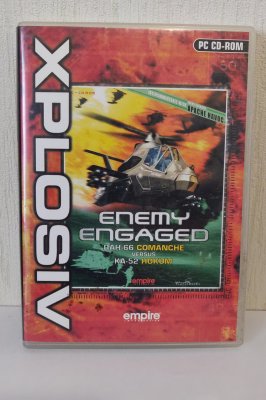 PC CD-ROM
XPLOSIV
APACHE HAVOC
ENEMY
ENGAGED
RAH-66 COMANCHE
VERSUS
KA-52 HOKUM
empire
empire